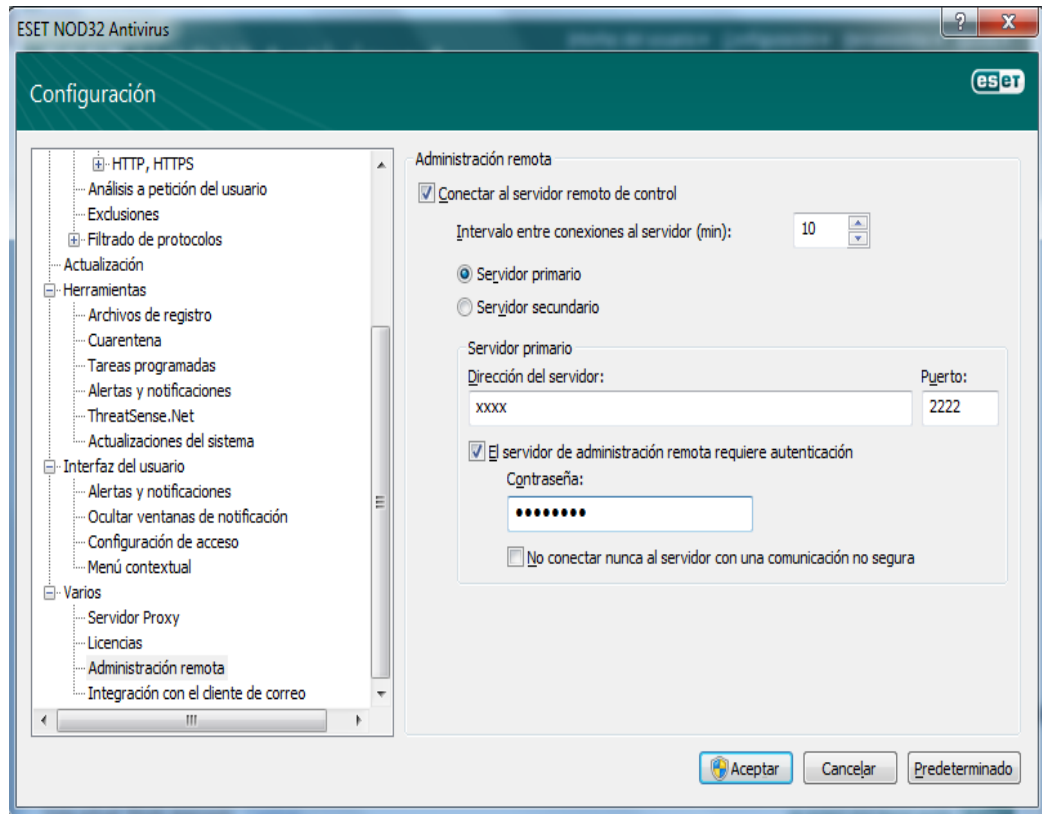 ESET NOD32 Antivirus
Configuración
eseT
HTTP, HTTPS
Análisis a petición del usuario
Exclusiones
Filtrado de protocolos
Actualización
Herramientas
Archivos de registro
Cuarentena
Tareas programadas
Alertas y notificaciones
ThreatSense.Net
Actualizaciones del sistema
Interfaz del usuario
Alertas y notificaciones
Ocultar ventanas de notificación
Configuración de acceso
Menú contextual
Varios
Servidor Proxy
Licencias
Administración remota
Integración con el cliente de correo
Administración remota
Conectar al servidor remoto de control
Intervalo entre conexiones al servidor (min): 10
Servidor primario
Servidor secundario
Servidor primario
Dirección del servidor: Puerto:
xxxx 2222
El servidor de administración remota requiere autenticación
Contraseña:
••••••••
No conectar nunca al servidor con una comunicación no segura
Aceptar Cancelar Predeterminado